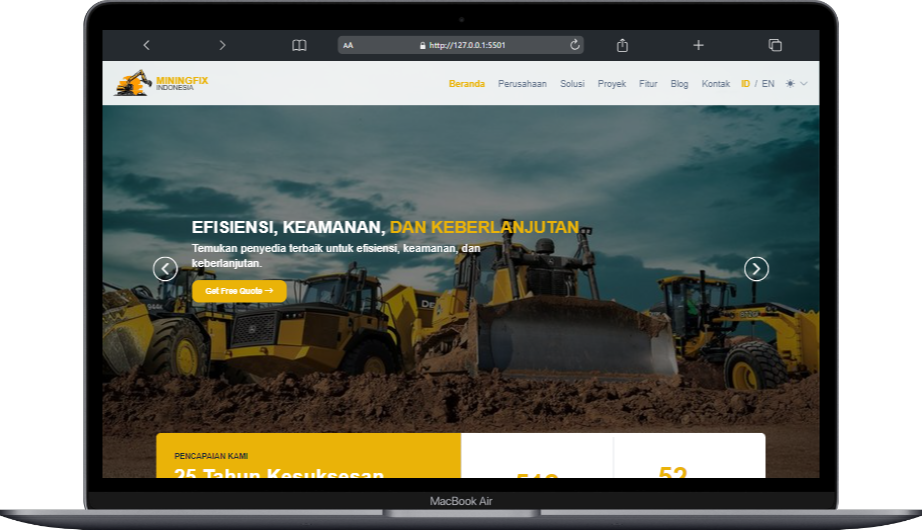 AA http://127.0.0.1:5501
MININGFIX
INDONESIA
Beranda Perusahaan Solusi Proyek Fitur Blog Kontak ID / EN
EFISIENSI, KEAMANAN, DAN KEBERLANJUTAN
Temukan penyedia terbaik untuk efisiensi, keamanan, dan
keberlanjutan.
Get Free Quote →
PENCAPAIAN KAMI
25 Tahun Kesuksesan
52
MacBook Air